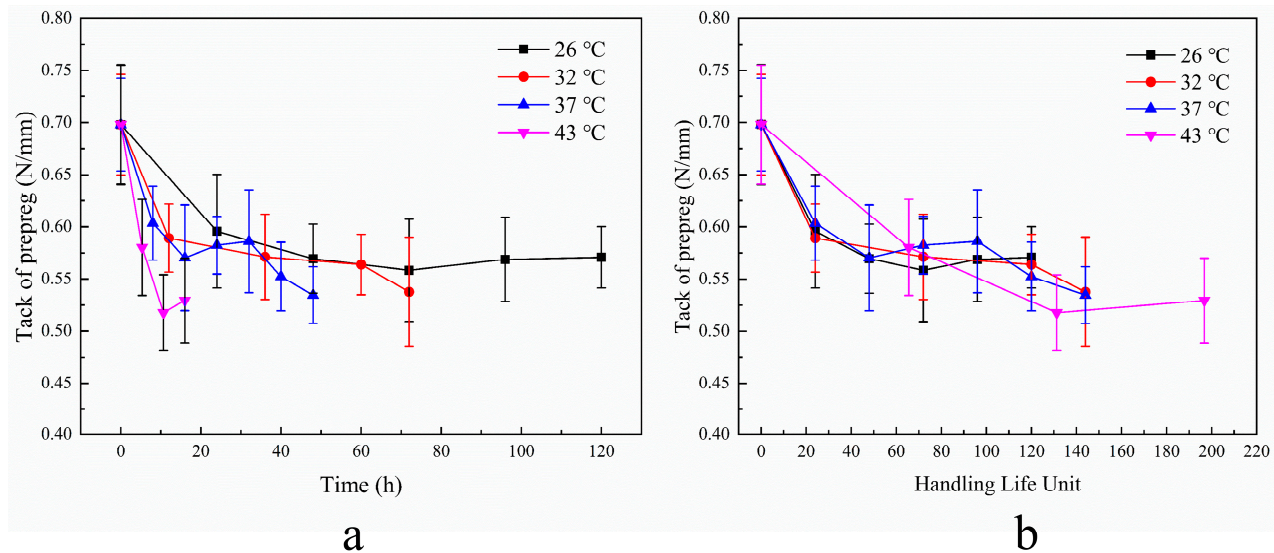 0.80
0.75
0.70
0.65
0.60
0.55
0.50
0.45
0.40
Tack of prepreg (N/mm)
26 °C
32 °C
37 °C
43 °C
0 20 40 60 80 100 120
Time (h)
a
0.80
0.75
0.70
0.65
0.60
0.55
0.50
0.45
0.40
Tack of prepreg (N/mm)
26 °C
32 °C
37 °C
43 °C
0 20 40 60 80 100 120 140 160 180 200 220
Handling Life Unit
b